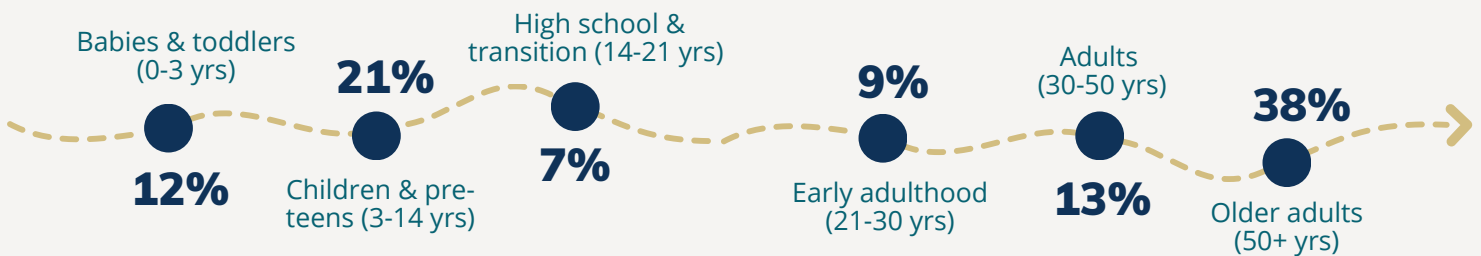 Babies & toddlers
(0-3 yrs)
12%
21%
Children & pre-
teens (3-14 yrs)
High school &
transition (14-21 yrs)
7%
9%
Early adulthood
(21-30 yrs)
Adults
(30-50 yrs)
13%
38%
Older adults
(50+ yrs)